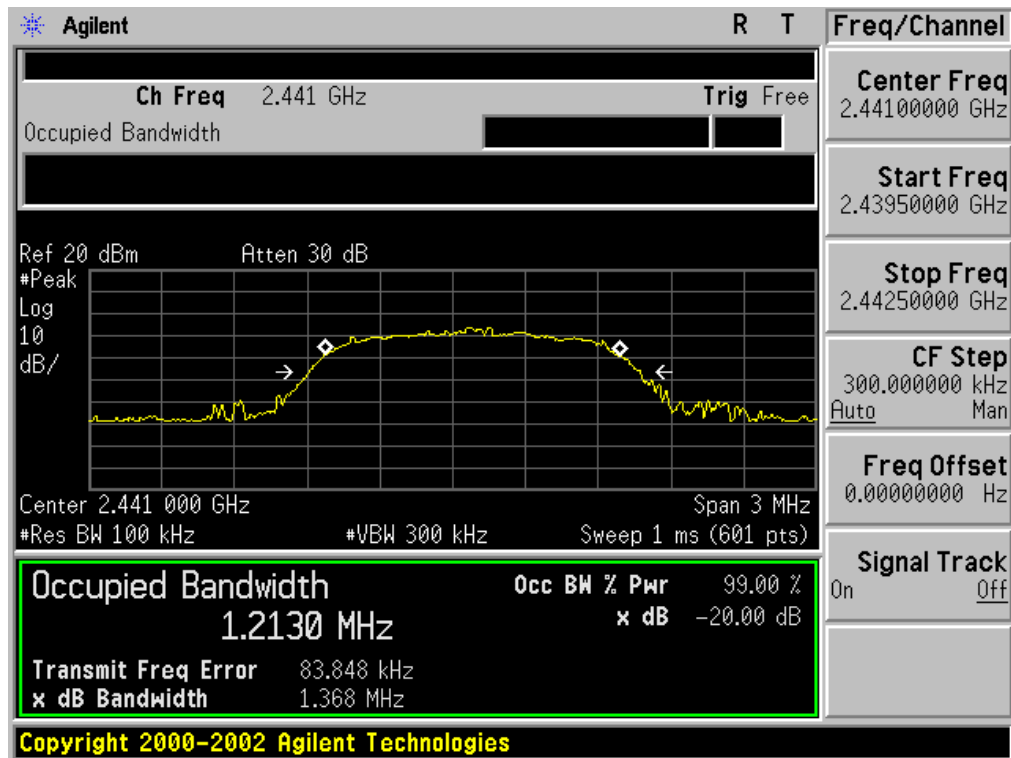 Agilent
R T
Freq/Channel
Ch Freq 2.441 GHz
Trig Free
Occupied Bandwidth
Center Freq
2.44100000 GHz
Start Freq
2.43950000 GHz
Stop Freq
2.44250000 GHz
CF Step
300.000000 kHz
Auto Man
Freq Offset
0.00000000 Hz
Signal Track
On Off
Ref 20 dBm
Atten 30 dB
#Peak
Log
10
dB/
Center 2.441 000 GHz
Span 3 MHz
#Res BW 100 kHz
#VBW 300 kHz
Sweep 1 ms (601 pts)
Occupied Bandwidth
1.2130 MHz
Occ BW % Pwr 99.00 %
x dB -20.00 dB
Transmit Freq Error 83.848 kHz
x dB Bandwidth 1.368 MHz
Copyright 2000-2002 Agilent Technologies